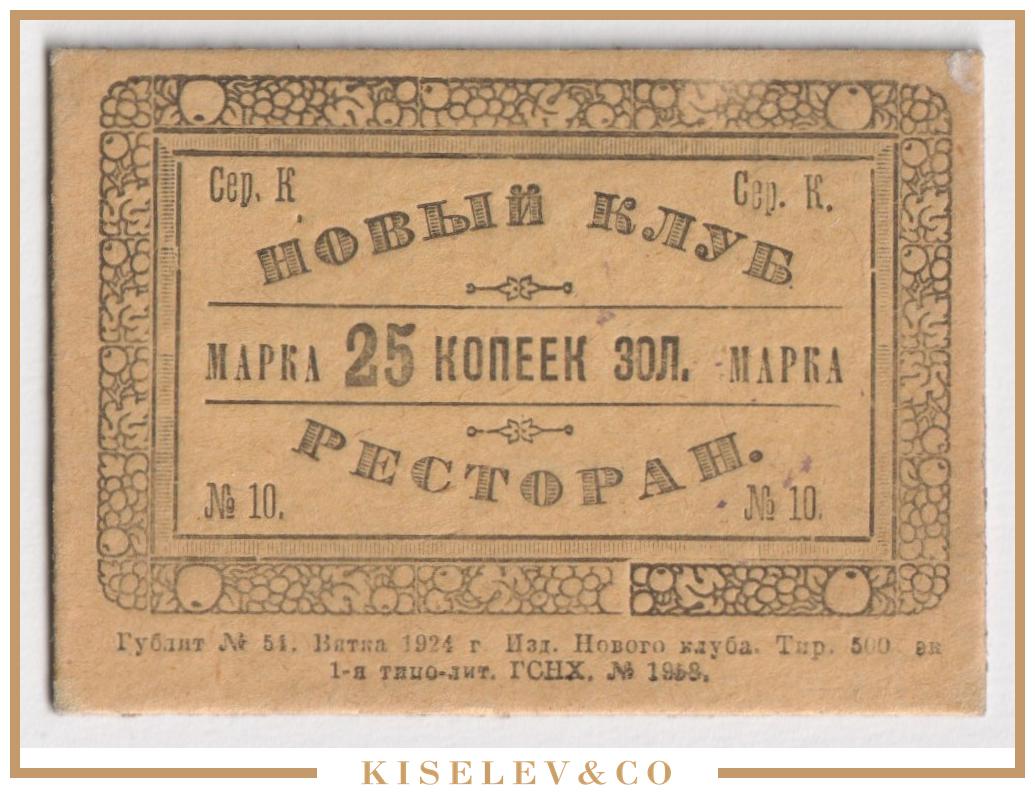 Сер. К Сер. К.
НОВЫЙ КЛУБ
МАРКА 25 КОПЕЕК ЗОЛ. МАРКА
РЕСТОРАН.
№ 10. № 10.
Гублит № 51. Вятка 1924 г. Изд. Нового клуба. Тир. 500 эк
1-я типо-лит. ГСНХ. №
KISELEV&CO